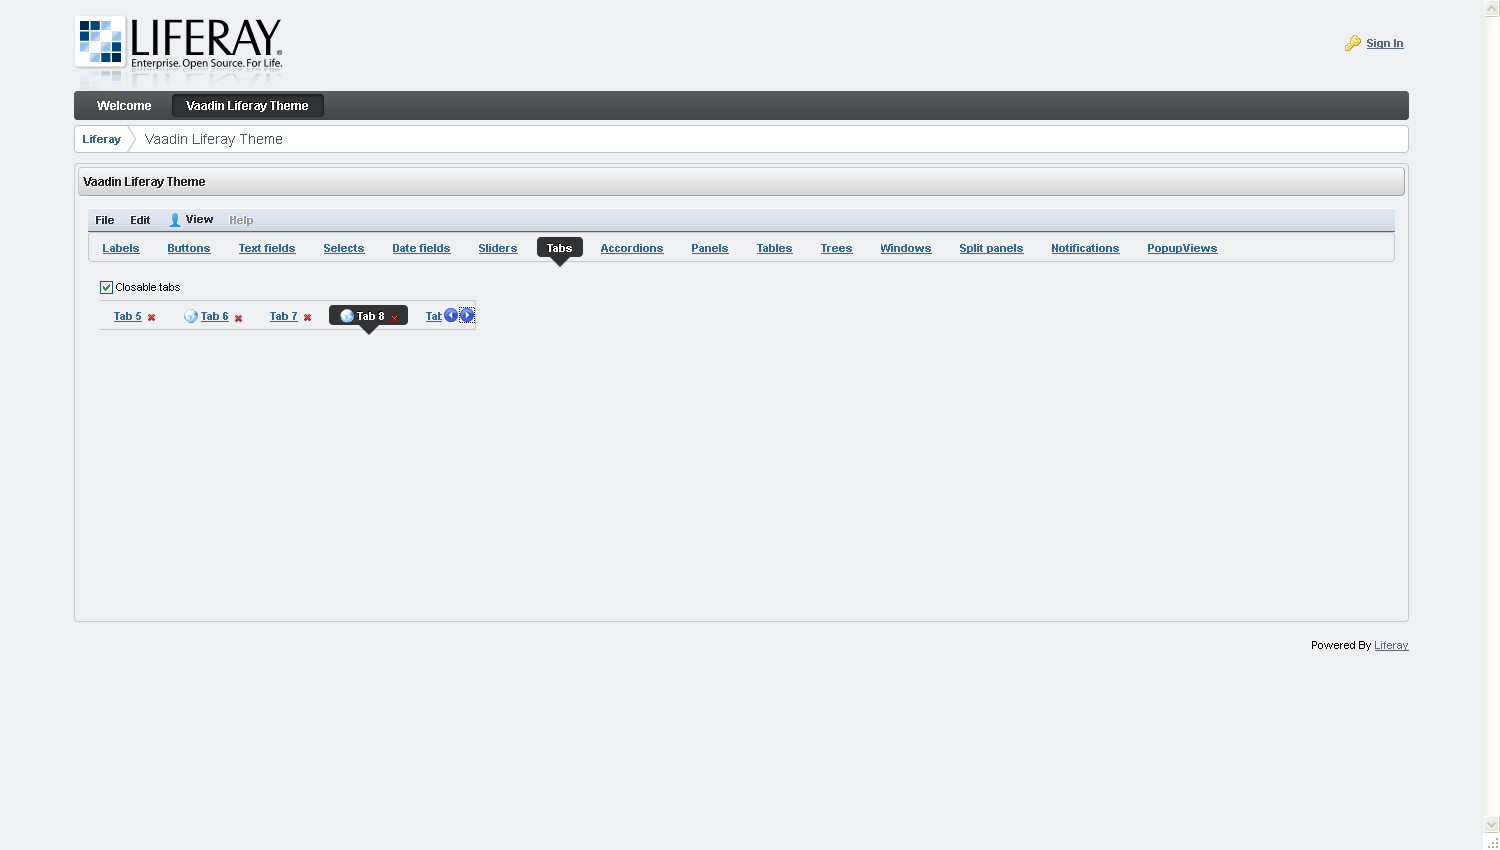 LIFERAY
Enterprise. Open Source. For Life.
Sign In
Welcome Vaadin Liferay Theme
Liferay Vaadin Liferay Theme
Vaadin Liferay Theme
File Edit View Help
Labels Buttons Text fields Selects Date fields Sliders Tabs Accordions Panels Tables Trees Windows Split panels Notifications PopupViews
Closable tabs
Tab 5 Tab 6 Tab 7 Tab 8
Powered By Liferay